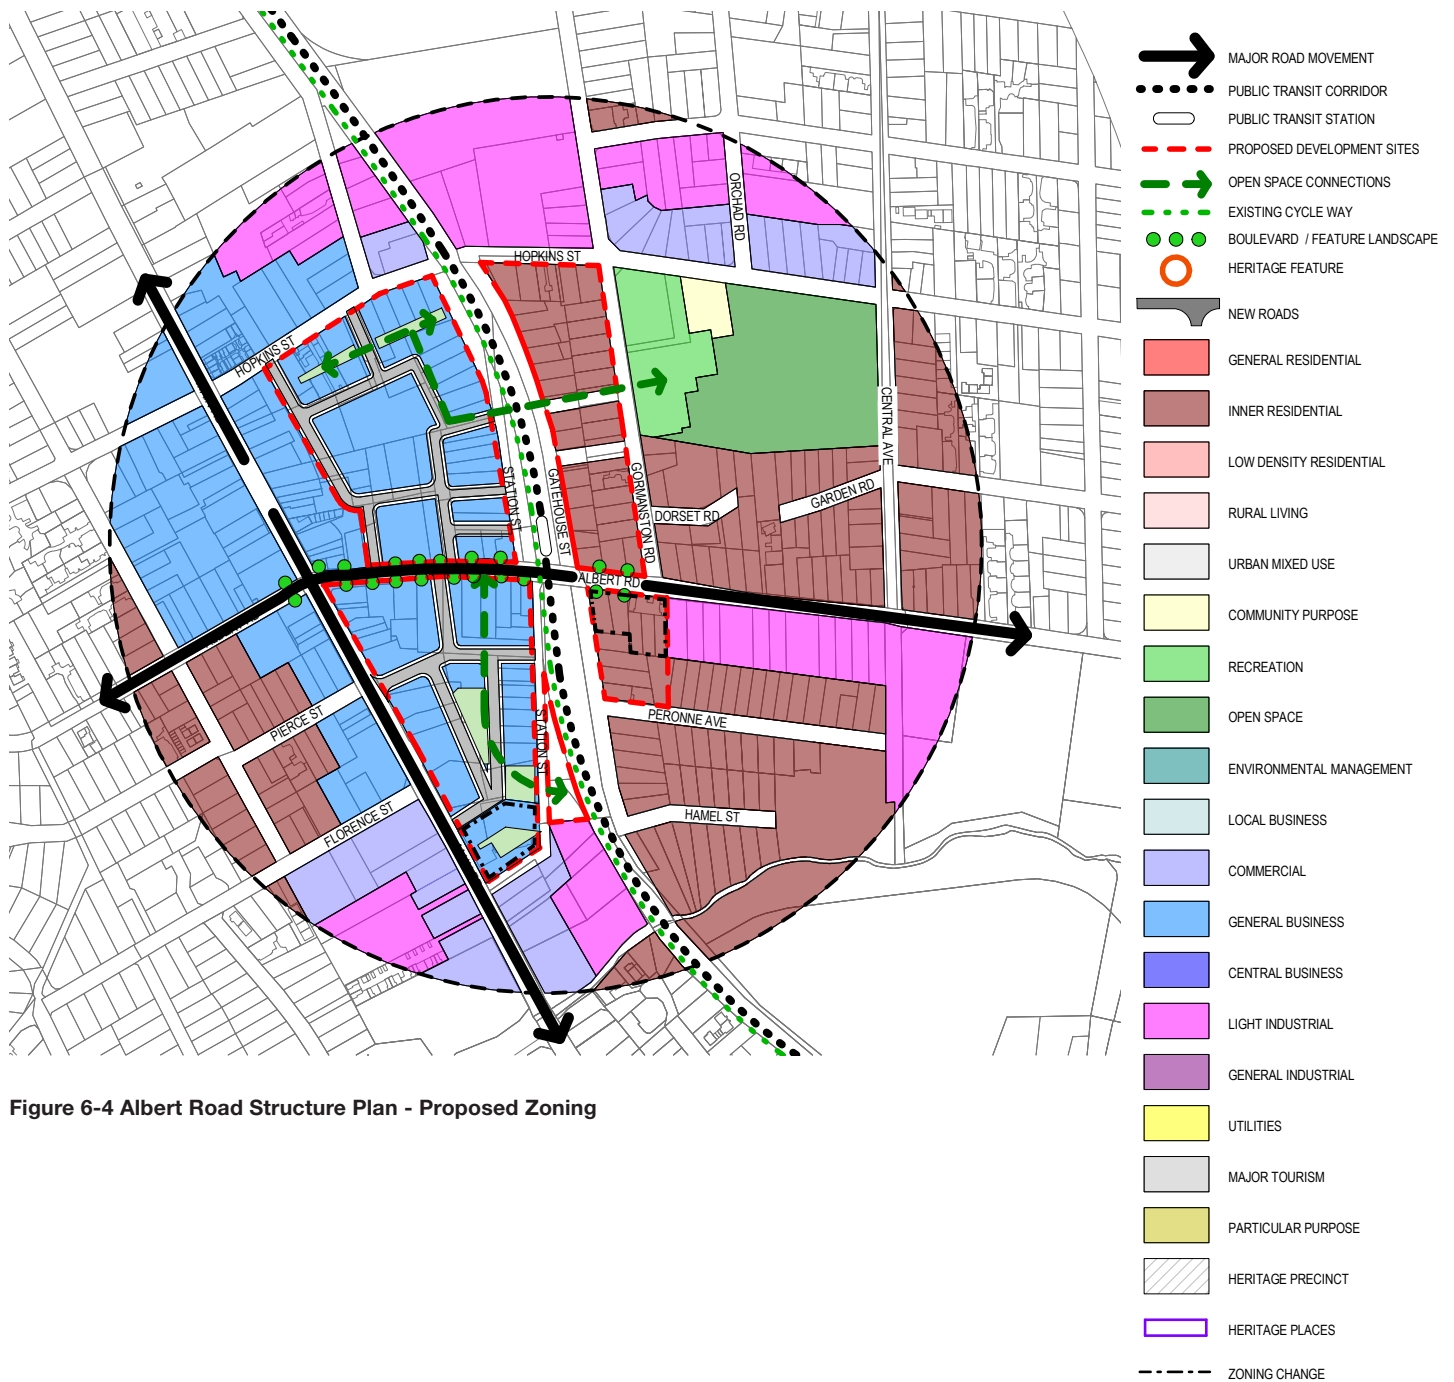 MAJOR ROAD MOVEMENT
PUBLIC TRANSIT CORRIDOR
PUBLIC TRANSIT STATION
PROPOSED DEVELOPMENT SITES
OPEN SPACE CONNECTIONS
EXISTING CYCLE WAY
BOULEVARD / FEATURE LANDSCAPE
HERITAGE FEATURE
NEW ROADS
GENERAL RESIDENTIAL
INNER RESIDENTIAL
LOW DENSITY RESIDENTIAL
RURAL LIVING
URBAN MIXED USE
COMMUNITY PURPOSE
RECREATION
OPEN SPACE
ENVIRONMENTAL MANAGEMENT
LOCAL BUSINESS
COMMERCIAL
GENERAL BUSINESS
CENTRAL BUSINESS
LIGHT INDUSTRIAL
GENERAL INDUSTRIAL
UTILITIES
MAJOR TOURISM
PARTICULAR PURPOSE
HERITAGE PRECINCT
HERITAGE PLACES
ZONING CHANGE
ORCHAD RD
HOPKINS ST
HOPKINS ST
CENTRAL AVE
STATION ST
GATEHOUSE ST
GORMANSTON RD
DORSET RD
GARDEN RD
ALBERT RD
PIERCE ST
STATION ST
PERONNE AVE
FLORENCE ST
HAMEL ST
Figure 6-4 Albert Road Structure Plan - Proposed Zoning